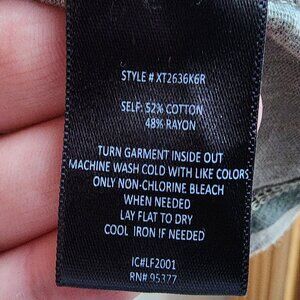 STYLE # XT2636K6R
SELF: 52% COTTON
48% RAYON
TURN GARMENT INSIDE OUT
MACHINE WASH COLD WITH LIKE COLORS
ONLY NON-CHLORINE BLEACH
WHEN NEEDED
LAY FLAT TO DRY
COOL IRON IF NEEDED
IC#LF2001
RN# 95377